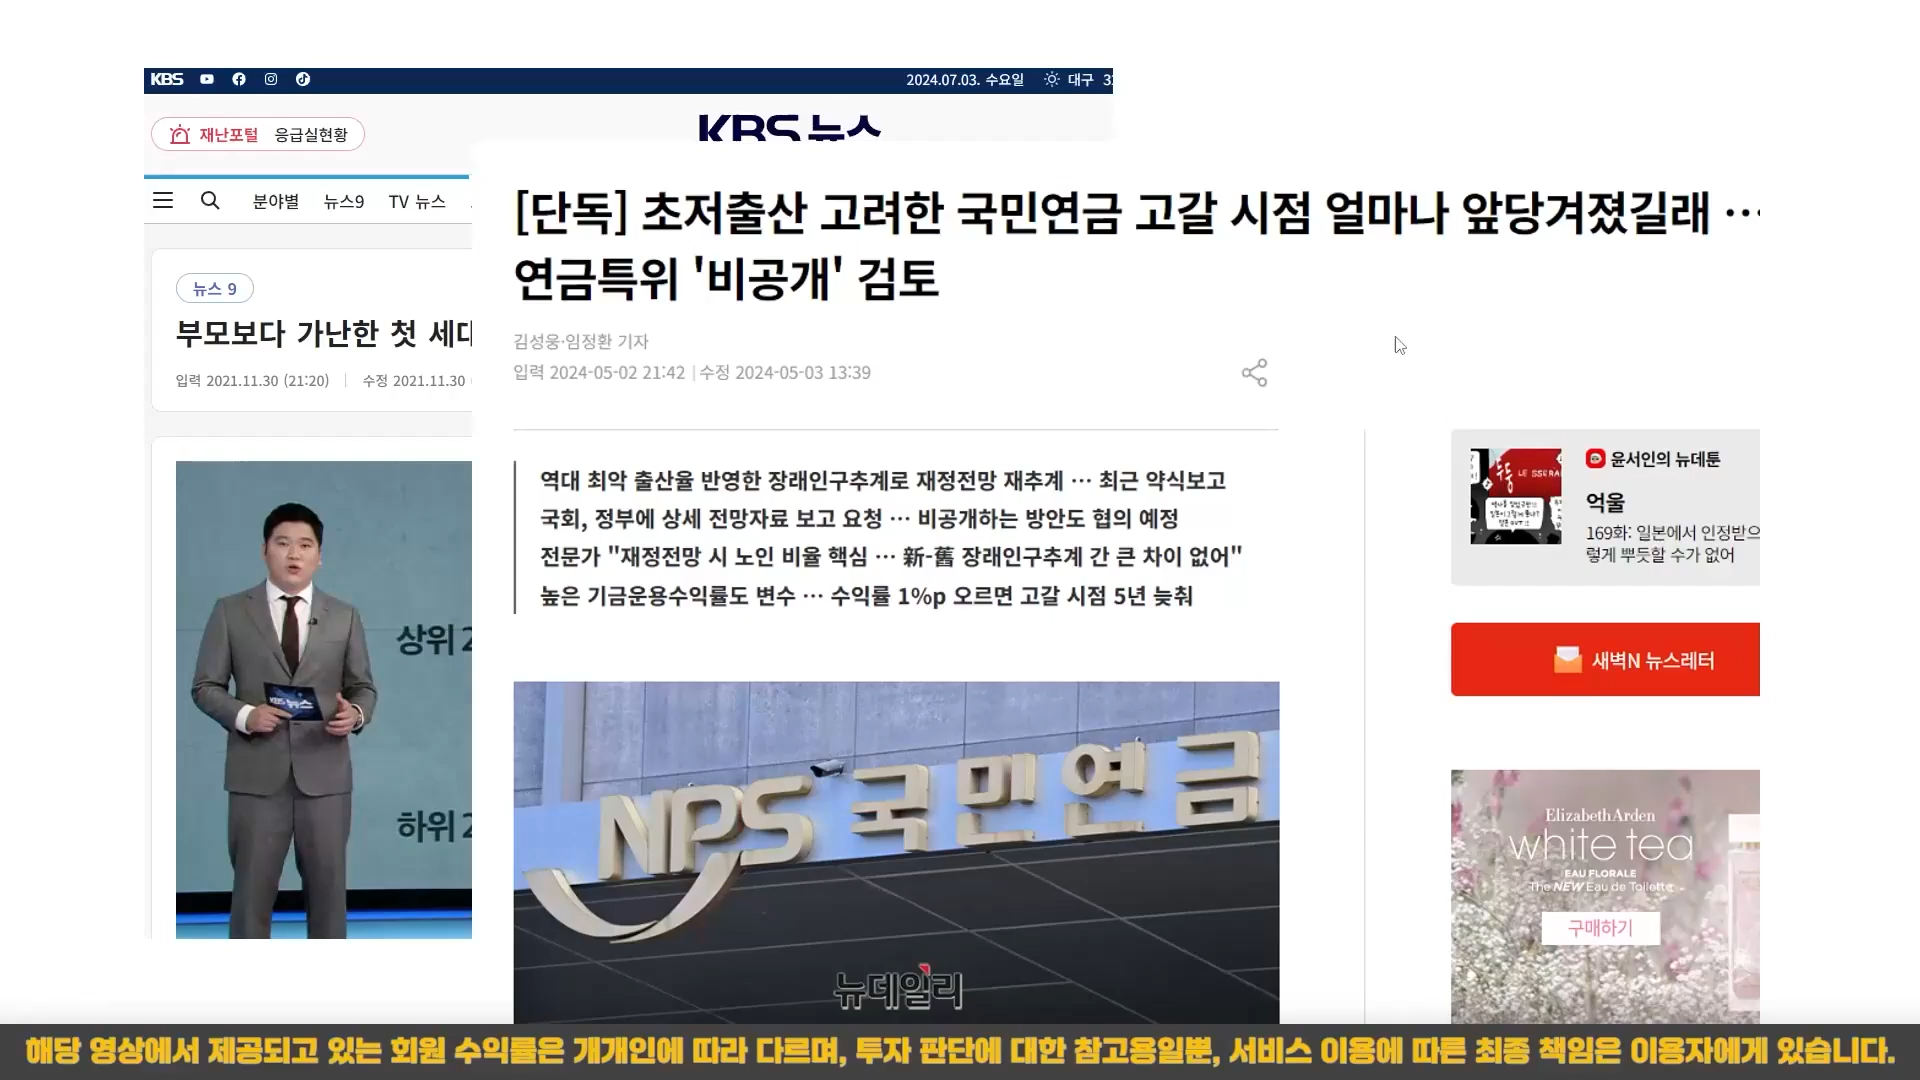 KBS
2024.07.03. 수요일
대구
재난포털 응급실현황
KBS 뉴스
분야별 뉴스9 TV 뉴스
뉴스 9
부모보다 가난한 첫 세대
입력 2021.11.30 (21:20) 수정 2021.11.30
상위
하위
KBS 뉴스
[단독] 초저출산 고려한 국민연금 고갈 시점 얼마나 앞당겨졌길래 …
연금특위 '비공개' 검토
김성웅·임정환 기자
입력 2024-05-02 21:42 | 수정 2024-05-03 13:39
역대 최악 출산율 반영한 장래인구추계로 재정전망 재추계 … 최근 약식보고
국회, 정부에 상세 전망자료 보고 요청 … 비공개하는 방안도 협의 예정
전문가 "재정전망 시 노인 비율 핵심 … 新-舊 장래인구추계 간 큰 차이 없어"
높은 기금운용수익률도 변수 … 수익률 1%p 오르면 고갈 시점 5년 늦춰
NPS 국민연금
뉴데일리
윤서인의 뉴데툰
억울
169화: 일본에서 인정받으
렇게 뿌듯할 수가 없어
새벽N 뉴스레터
ElizabethArden
white tea
EAU FLORALE
The NEW Eau de Toilette
구매하기
해당 영상에서 제공되고 있는 회원 수익률은 개개인에 따라 다르며, 투자 판단에 대한 참고용일뿐, 서비스 이용에 따른 최종 책임은 이용자에게 있습니다.